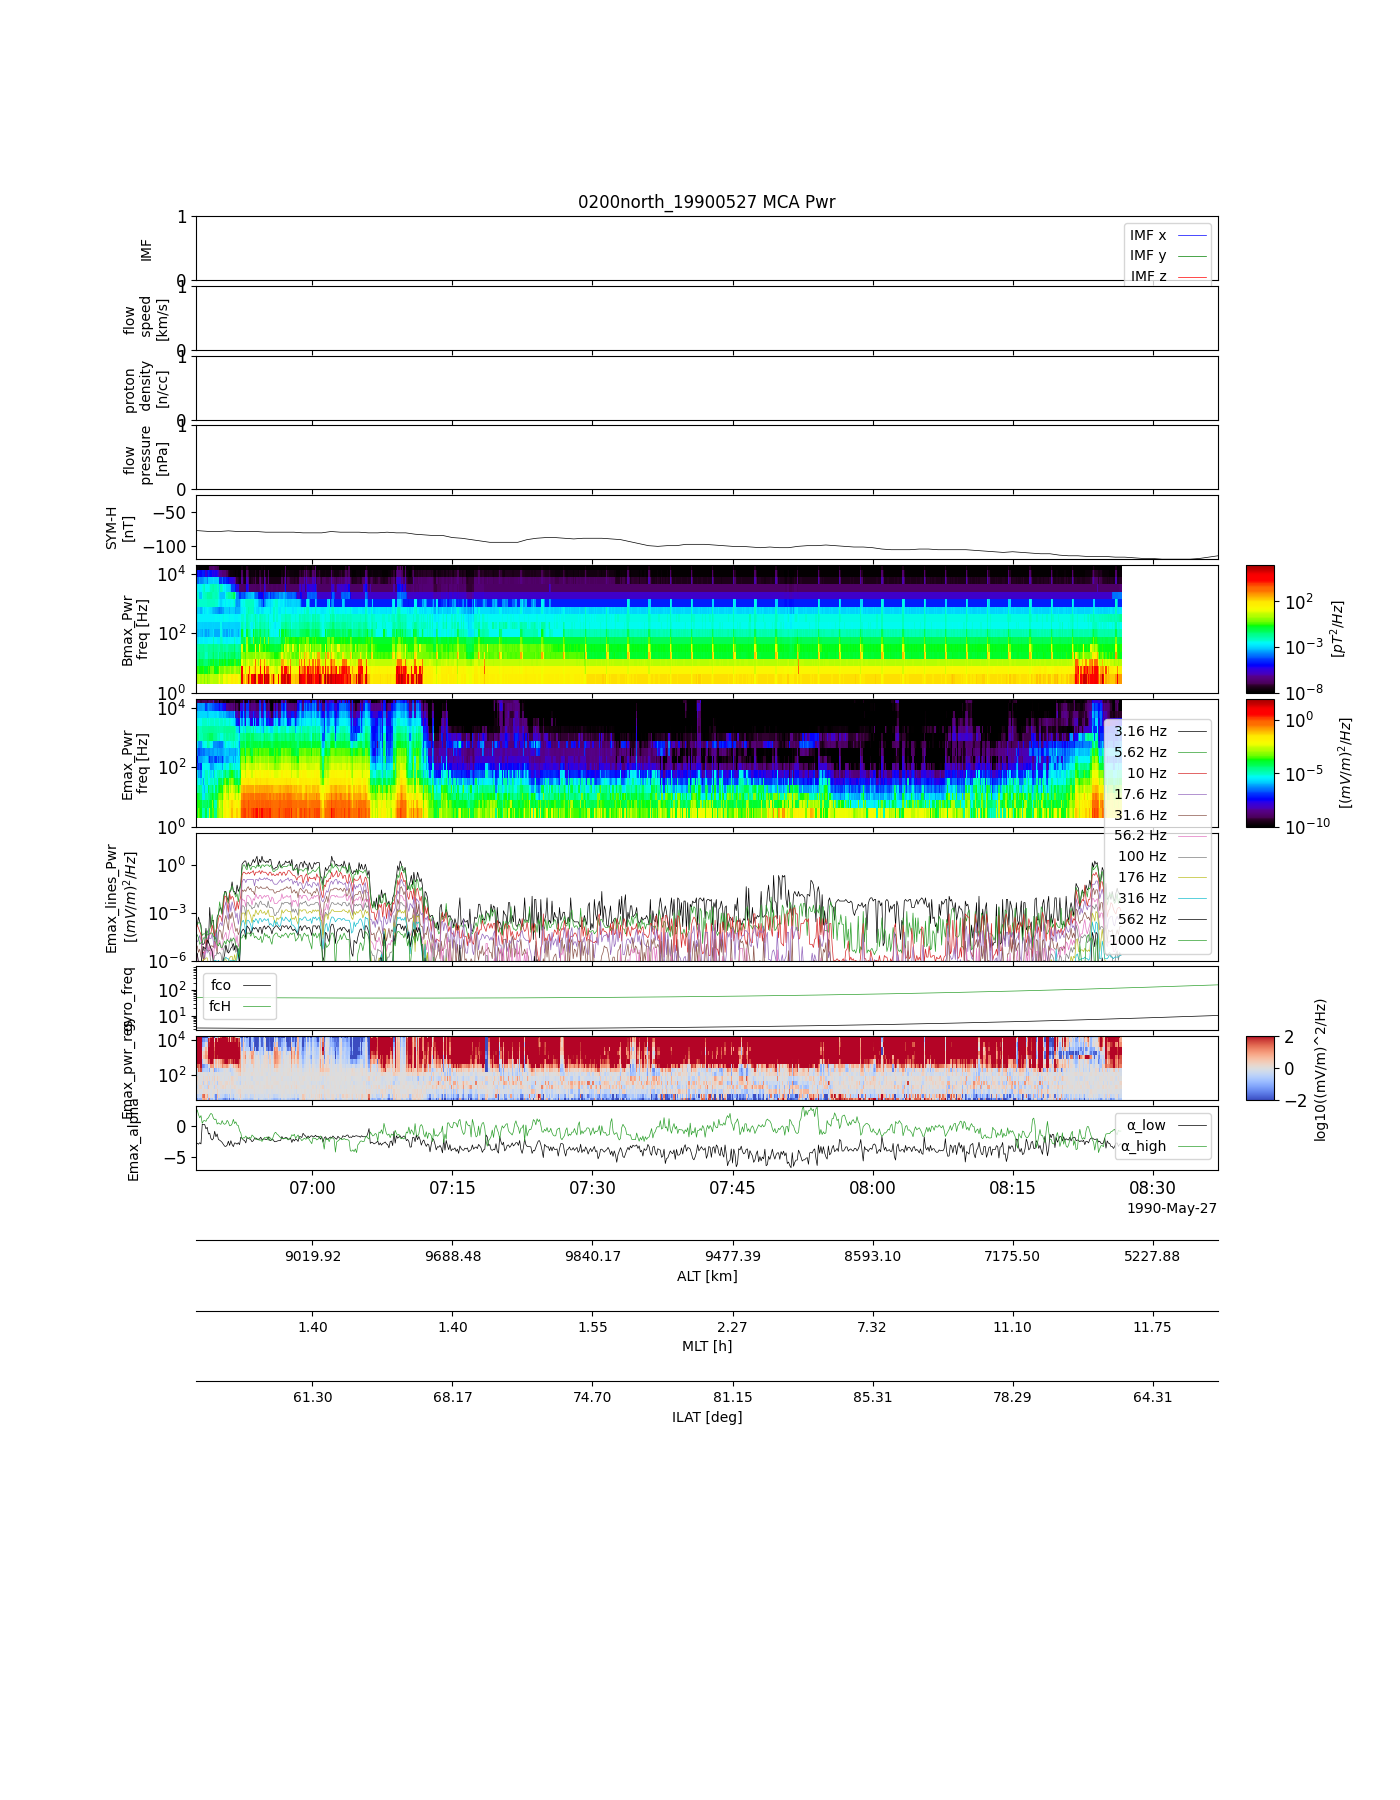 0200north_19900527 MCA Pwr
1
0
IMF
IMF x
IMF y
IMF z
1
0
flow
speed
[km/s]
1
0
proton
density
[n/cc]
1
0
flow
pressure
[nPa]
−50
−100
SYM-H
[nT]
10^4
10^2
10^0
Bmax_Pwr
freq [Hz]
10^2
10^−3
10^−8
[pT^2/Hz]
10^4
10^2
10^0
Emax_Pwr
freq [Hz]
10^0
10^−5
10^−10
[(mV/m)^2/Hz]
3.16 Hz
5.62 Hz
10 Hz
17.6 Hz
31.6 Hz
56.2 Hz
100 Hz
176 Hz
316 Hz
562 Hz
1000 Hz
10^0
10^−3
10^−6
Emax_lines_Pwr
[(mV/m)^2/Hz]
fco
fcH
10^2
10^1
gyro_freq
10^4
10^2
Emax_pwr_reg
2
0
−2
log10((mV/m)^2/Hz)
0
−5
Emax_alpha
α_low
α_high
07:00 07:15 07:30 07:45 08:00 08:15 08:30
1990-May-27
9019.92 9688.48 9840.17 9477.39 8593.10 7175.50 5227.88
ALT [km]
1.40 1.40 1.55 2.27 7.32 11.10 11.75
MLT [h]
61.30 68.17 74.70 81.15 85.31 78.29 64.31
ILAT [deg]